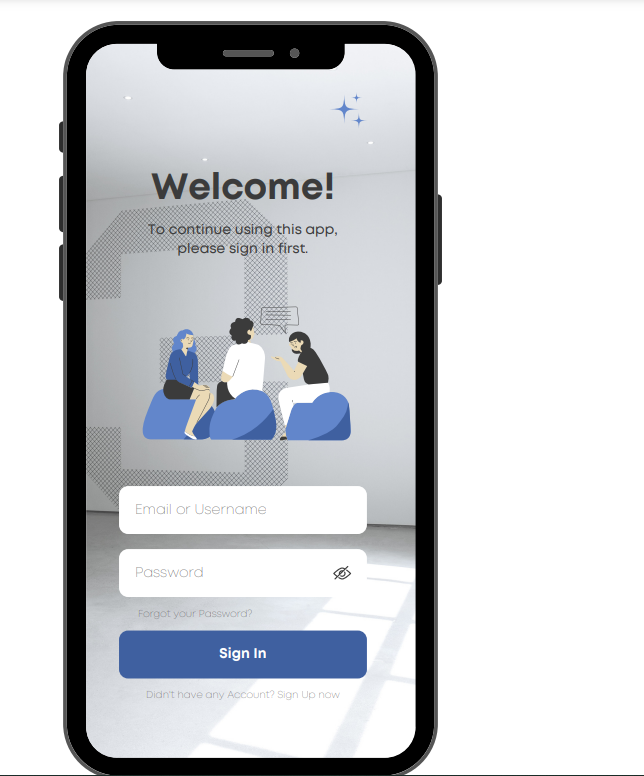 Welcome!
To continue using this app,
please sign in first.
Email or Username
Password
Forgot your Password?
Sign In
Didn't have any Account? Sign Up now